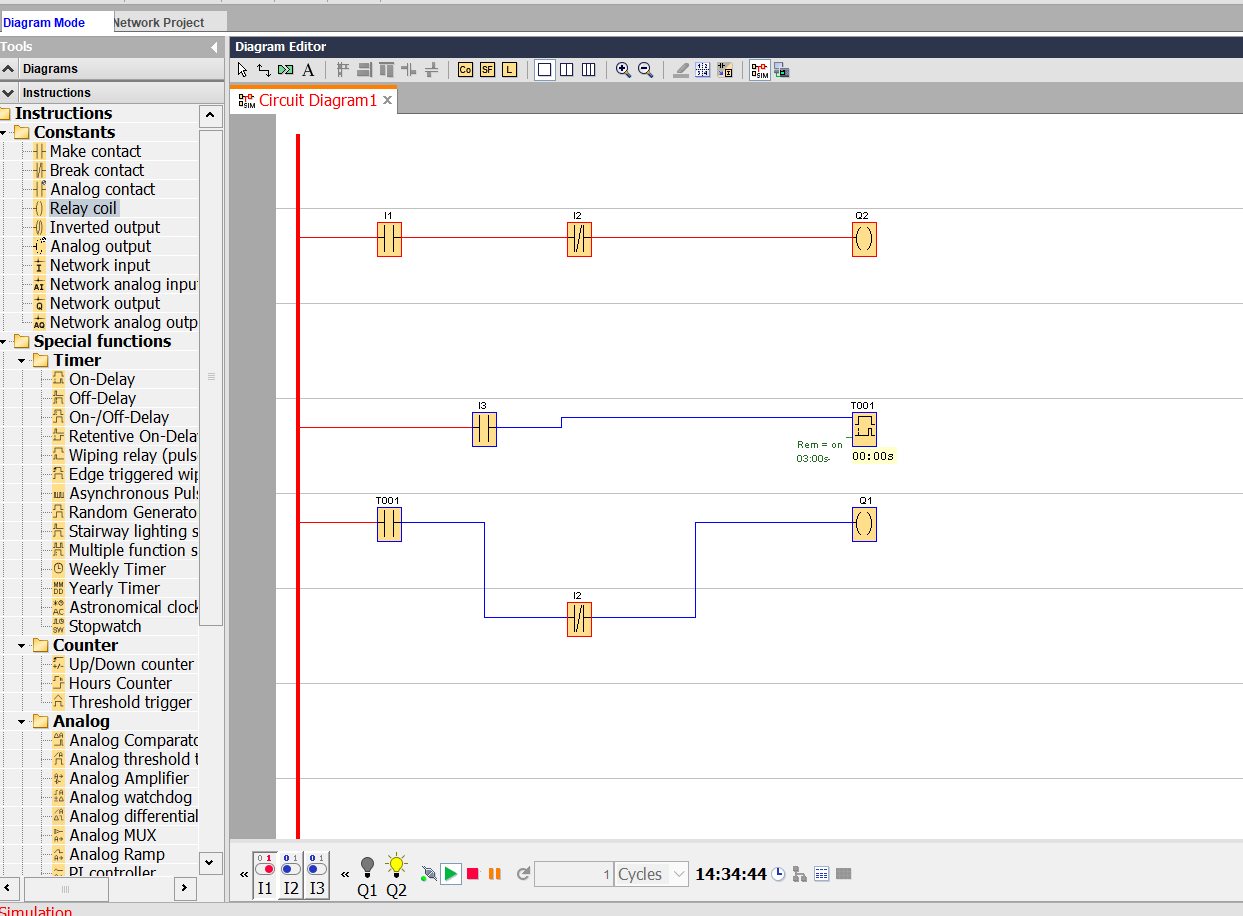 Diagram Mode
Network Project
Tools
Diagrams
Instructions
Instructions
Constants
Make contact
Break contact
Analog contact
Relay coil
Inverted output
Analog output
Network input
Network analog input
Network output
Network analog outp
Special functions
Timer
On-Delay
Off-Delay
On-/Off-Delay
Retentive On-Dela
Wiping relay (puls
Edge triggered wip
Asynchronous Puls
Random Generato
Stairway lighting s
Multiple function s
Weekly Timer
Yearly Timer
Astronomical clock
Stopwatch
Counter
Up/Down counter
Hours Counter
Threshold trigger
Analog
Analog Comparato
Analog threshold t
Analog Amplifier
Analog watchdog
Analog differential
Analog MUX
Analog Ramp
PI controller
Simulation
Diagram Editor
A Co SF L SIM
SIM Circuit Diagram1 ×
I1 I2 Q2
I3 T001
Rem = on
03:00s
00:00s
T001 Q1
I2
« 0 1 0 1 0 1 «
I1 I2 I3 Q1 Q2
1 Cycles 14:34:44